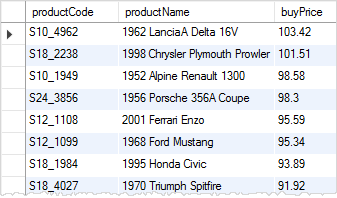 productCode productName buyPrice
S10_4962 1962 LanciaA Delta 16V 103.42
S18_2238 1998 Chrysler Plymouth Prowler 101.51
S10_1949 1952 Alpine Renault 1300 98.58
S24_3856 1956 Porsche 356A Coupe 98.3
S12_1108 2001 Ferrari Enzo 95.59
S12_1099 1968 Ford Mustang 95.34
S18_1984 1995 Honda Civic 93.89
S18_4027 1970 Triumph Spitfire 91.92